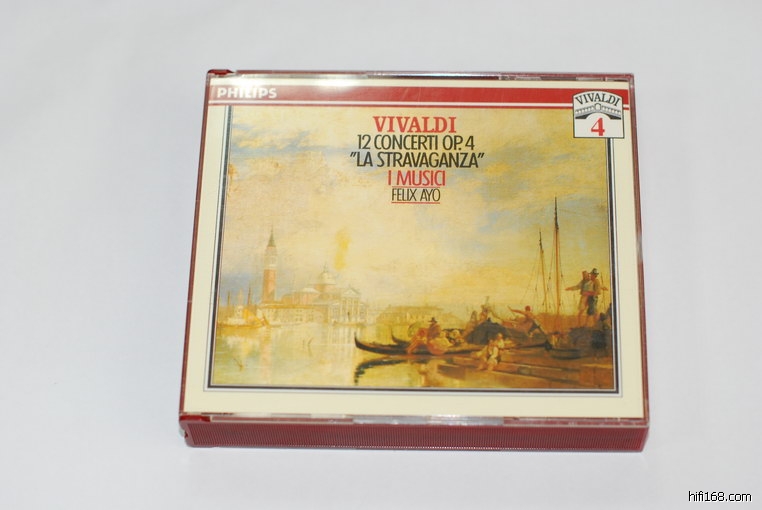 PHILIPS
VIVALDI
4
VIVALDI
12 CONCERTI OP. 4
"LA STRAVAGANZA"
I MUSICI
FELIX AYO
hifi168.com